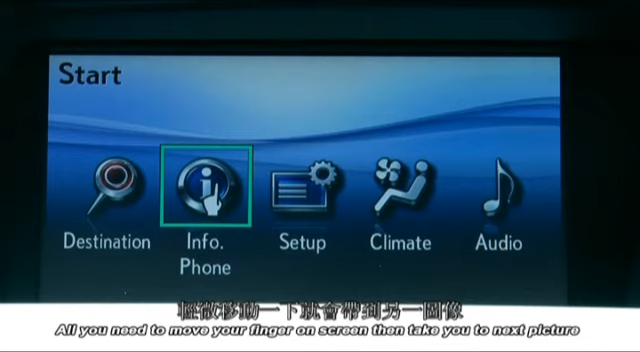 Start
Destination
Info.
Phone
Setup
Climate
Audio
輕微移動一下就會帶到另一圖像
All you need to move your finger on screen then take you to next picture